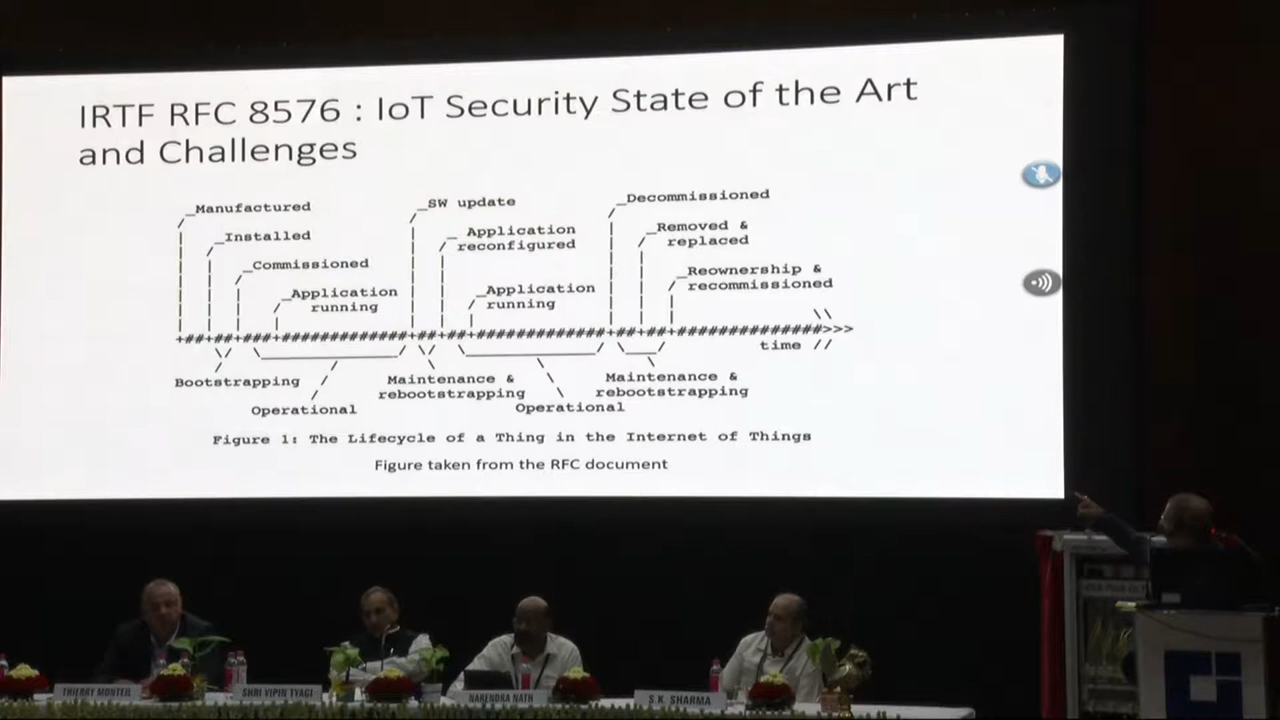 IRTF RFC 8576 : IoT Security State of the Art
and Challenges
_Manufactured
_SW update
_Decommissioned
_Installed
_ Application
reconfigured
_Removed &
replaced
_Commissioned
_Reownership &
recommissioned
_Application
running
_Application
running
time //
Bootstrapping
Maintenance &
rebootstrapping
Maintenance &
rebootstrapping
Operational
Operational
Figure 1: The Lifecycle of a Thing in the Internet of Things
Figure taken from the RFC document
THIERRY MONTEIL
SHRI VIPIN TYAGI
NARENDRA NATH
S.K. SHARMA